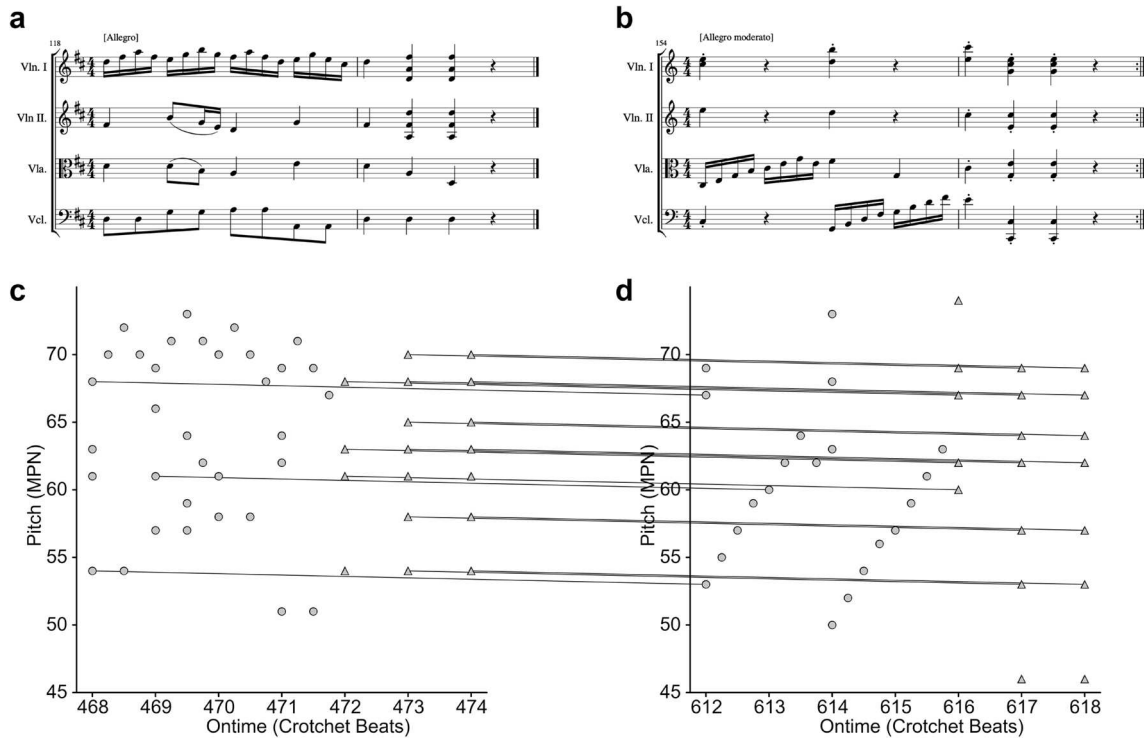 a
118
[Allegro]
Vln. I
Vln II.
Vla.
Vcl.
b
154
[Allegro moderato]
Vln. I
Vln. II
Vla.
Vcl.
c
Pitch (MPN)
70
65
60
55
50
45
468 469 470 471 472 473 474
Ontime (Crotchet Beats)
d
Pitch (MPN)
70
65
60
55
50
45
612 613 614 615 616 617 618
Ontime (Crotchet Beats)